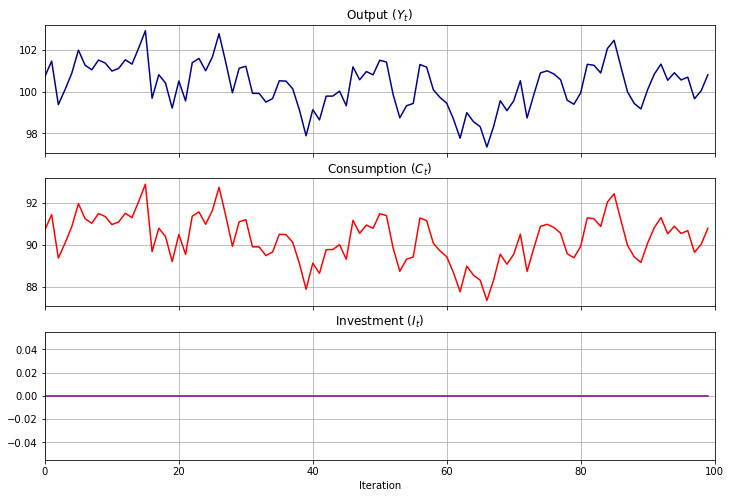 Output (Y_t)
102
100
98
Consumption (C_t)
92
90
88
Investment (I_t)
0.04
0.02
0.00
−0.02
−0.04
0 20 40 60 80 100
Iteration